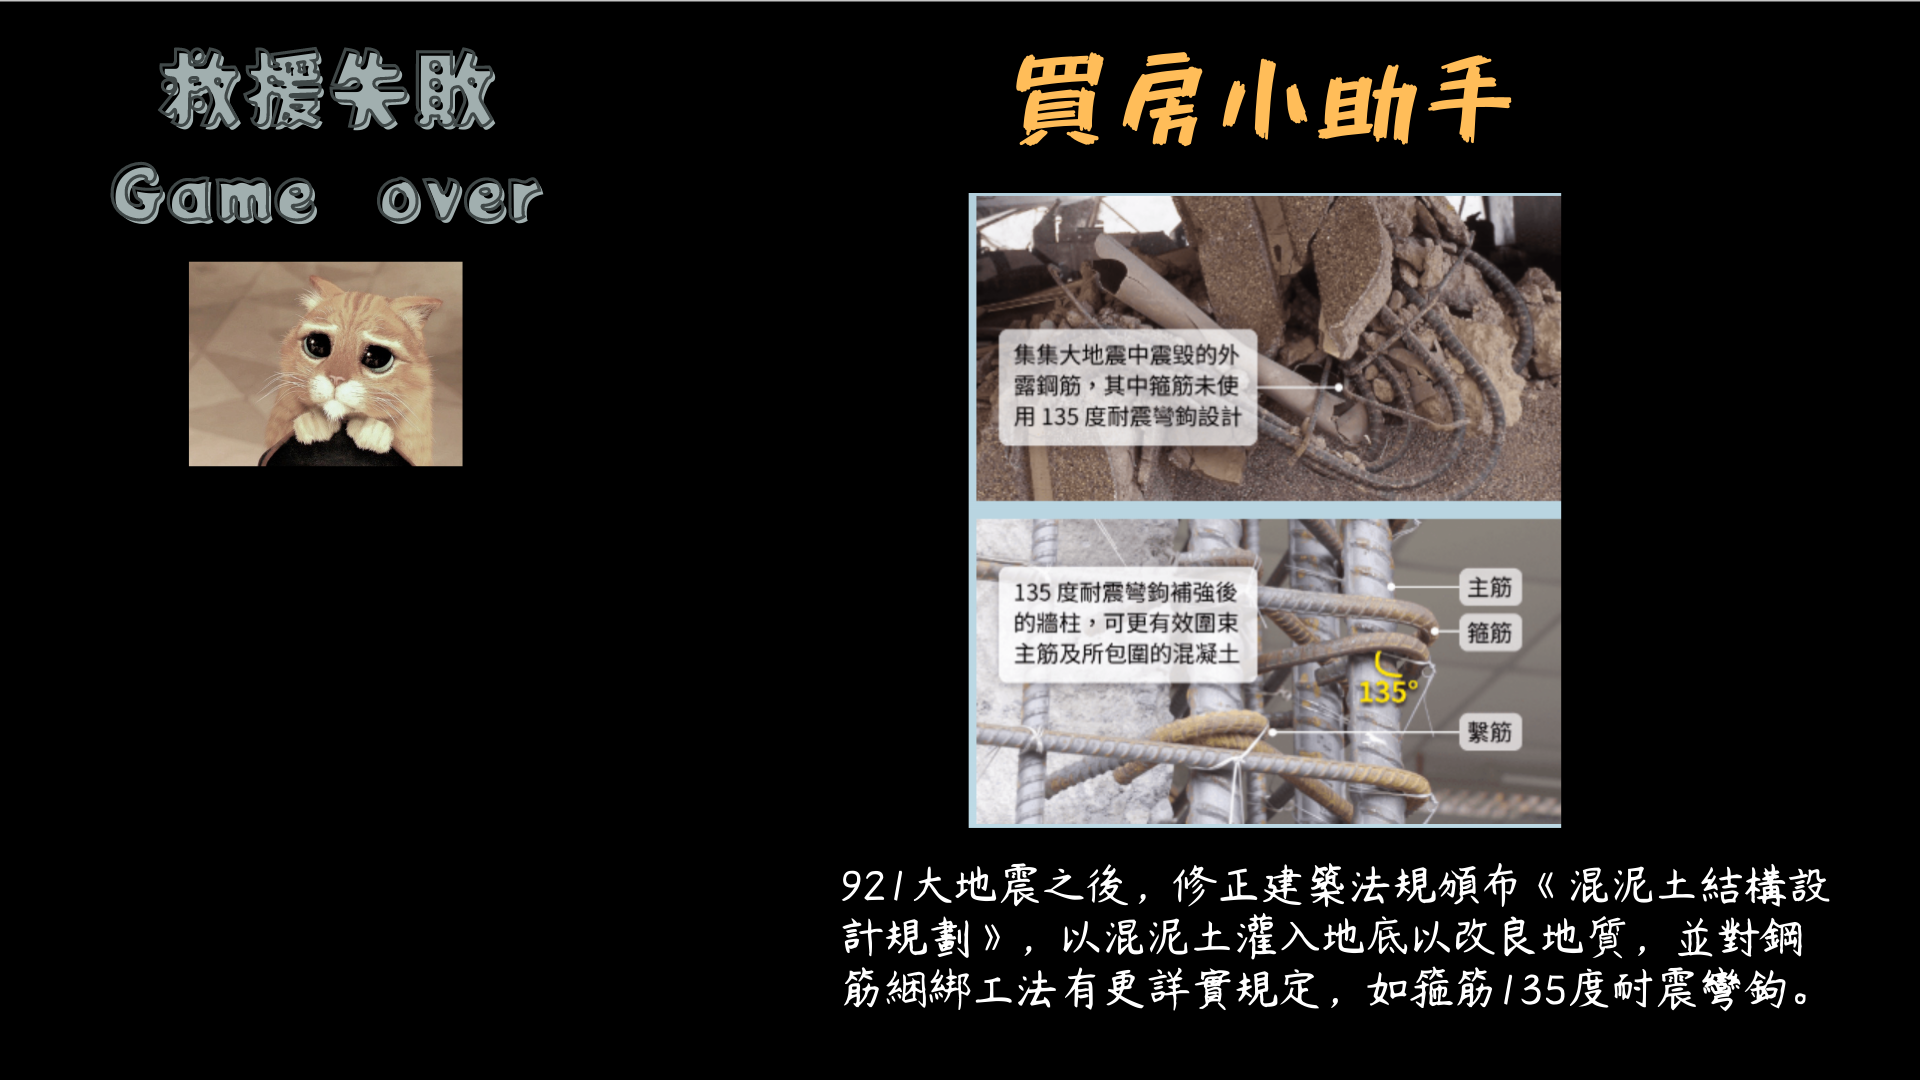 救援失敗
Game over
買房小助手
集集大地震中震毀的外
露鋼筋，其中箍筋未使
用 135 度耐震彎鉤設計
135 度耐震彎鉤補強後
的牆柱，可更有效圍束
主筋及所包圍的混凝土
主筋
箍筋
135°
繫筋
921大地震之後，修正建築法規頒布《混泥土結構設
計規劃》，以混泥土灌入地底以改良地質，並對鋼
筋綑綁工法有更詳實規定，如箍筋135度耐震彎鉤。